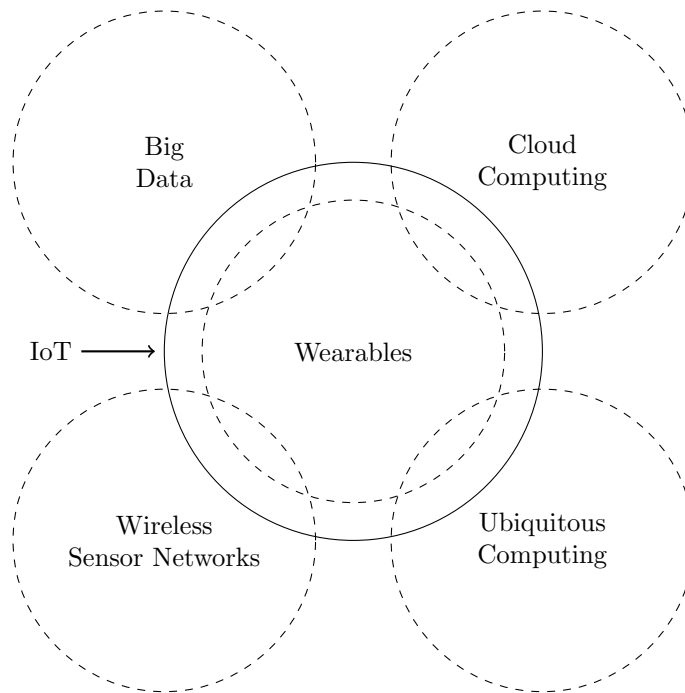 Big
Data
Cloud
Computing
IoT
Wearables
Wireless
Sensor Networks
Ubiquitous
Computing